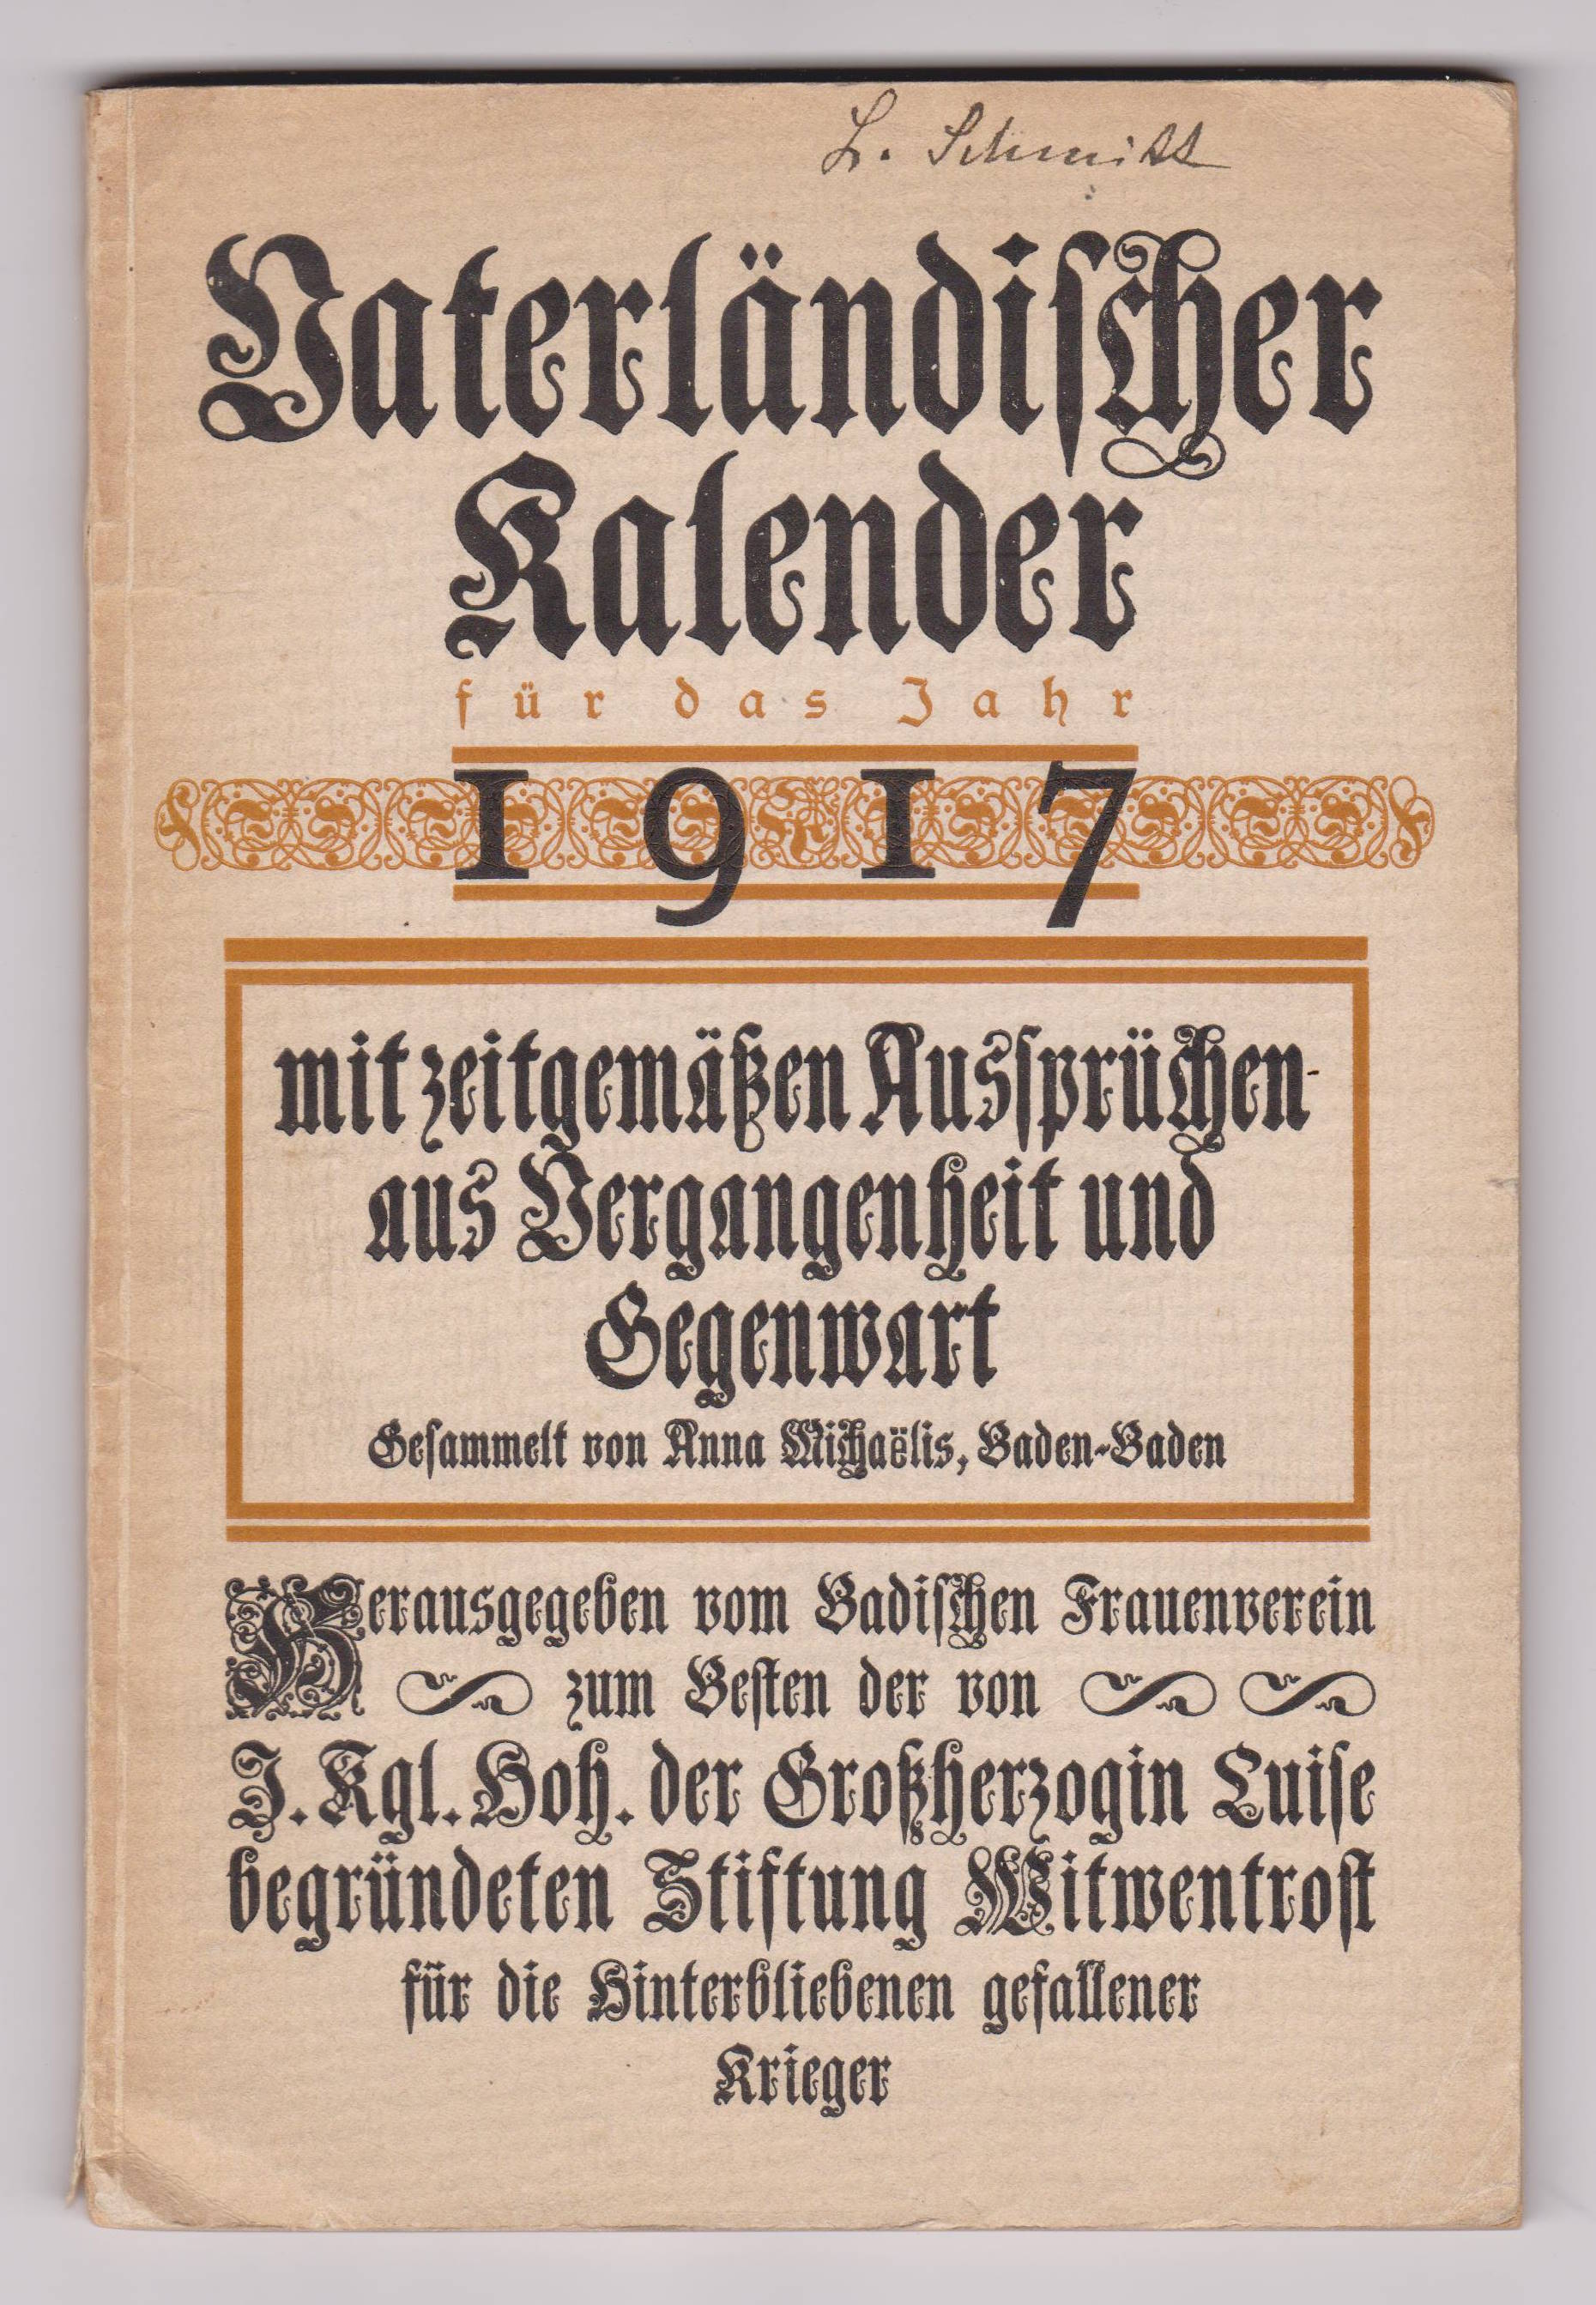 L. Schmitt
Vaterländischer
Kalender
für das Jahr
1917
mit zeitgemäßen Aussprüchen
aus Vergangenheit und
Gegenwart
Gesammelt von Anna Michaëlis, Baden-Baden
Herausgegeben vom Badischen Frauenverein
zum Besten der von
J. Kgl. Hoh. der Großherzogin Luise
begründeten Stiftung Witwentrost
für die Hinterbliebenen gefallener
Krieger